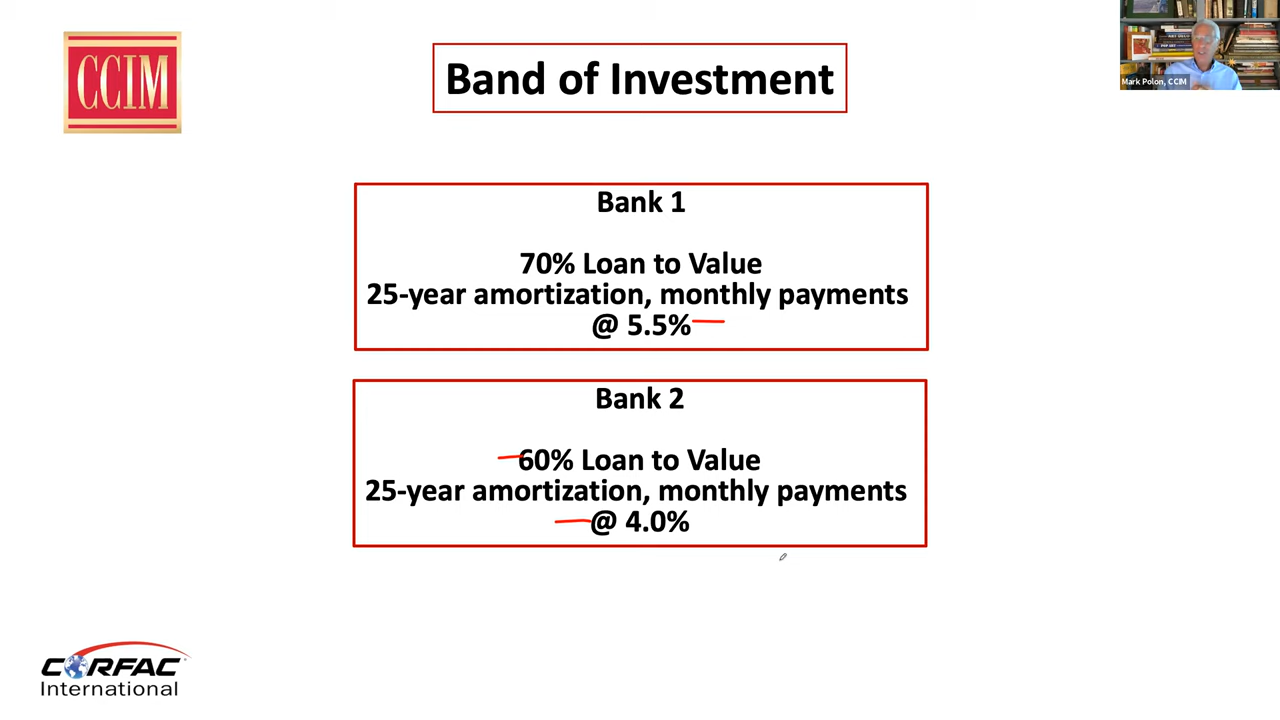 CCIM
Band of Investment
Mark Polon, CCIM
Bank 1
70% Loan to Value
25-year amortization, monthly payments
@ 5.5%
Bank 2
60% Loan to Value
25-year amortization, monthly payments
@ 4.0%
CORFAC
International